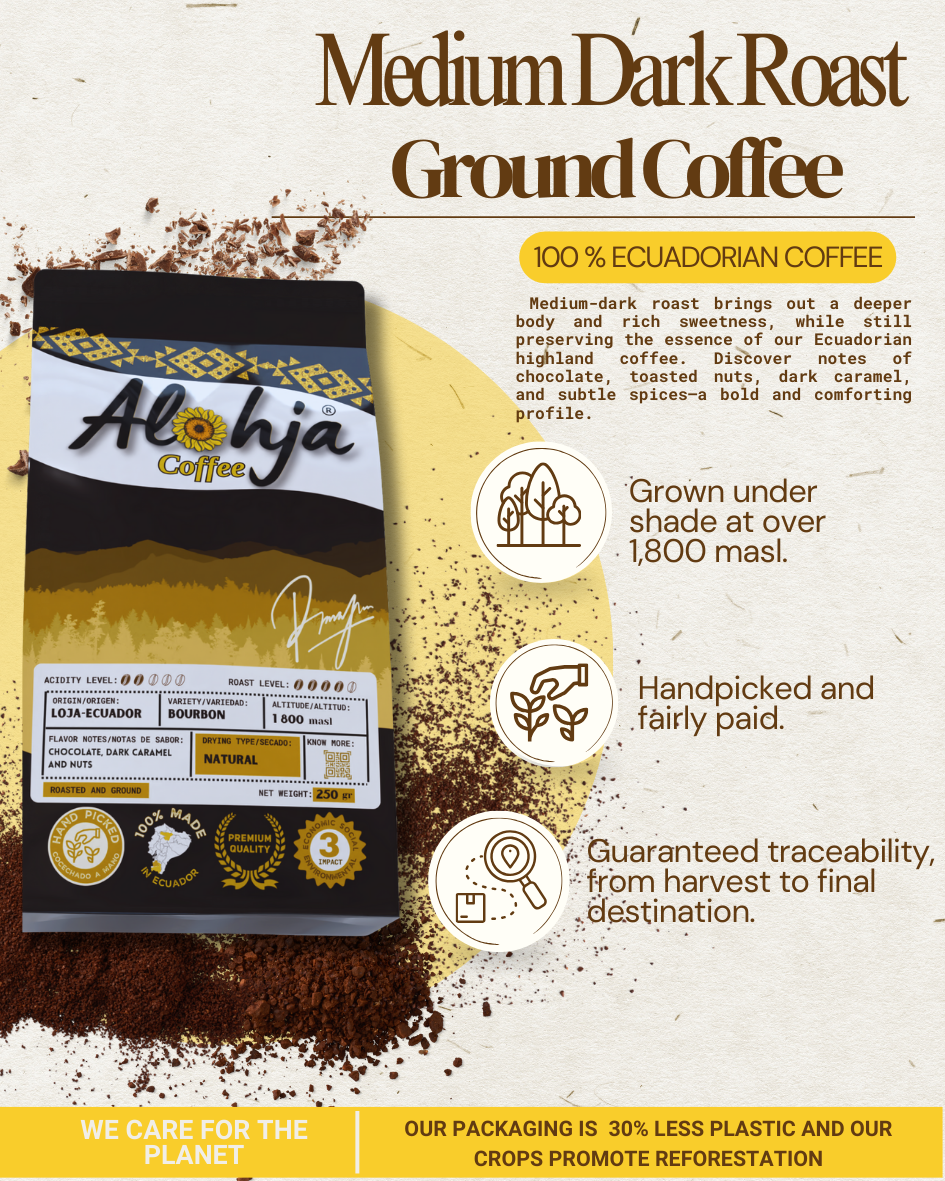 Medium Dark Roast
Ground Coffee
100 % ECUADORIAN COFFEE
Medium-dark roast brings out a deeper
body and rich sweetness, while still
preserving the essence of our Ecuadorian
highland coffee. Discover notes of
chocolate, toasted nuts, dark caramel,
and subtle spices—a bold and comforting
profile.
Alohja®
Coffee
Grown under
shade at over
1,800 masl.
Handpicked and
fairly paid.
ACIDITY LEVEL:
ROAST LEVEL:
ORIGIN/ORIGEN:
LOJA-ECUADOR
VARIETY/VARIEDAD:
BOURBON
ALTITUDE/ALTITUD:
1 800 masl
FLAVOR NOTES/NOTAS DE SABOR:
CHOCOLATE, DARK CARAMEL
AND NUTS
DRYING TYPE/SECADO:
NATURAL
KNOW MORE:
ROASTED AND GROUND
NET WEIGHT: 250 gr
HAND PICKED
COSECHADO A MANO
100% MADE
IN ECUADOR
PREMIUM
QUALITY
ECONOMIC SOCIAL
ENVIRONMENTAL
3
IMPACT
Guaranteed traceability,
from harvest to final
destination.
WE CARE FOR THE
PLANET
OUR PACKAGING IS 30% LESS PLASTIC AND OUR
CROPS PROMOTE REFORESTATION